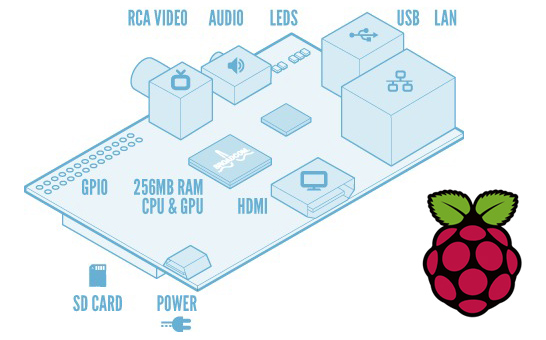 RCA VIDEO AUDIO LEDS USB LAN
GPIO
256MB RAM
CPU & GPU
HDMI
SD CARD
POWER